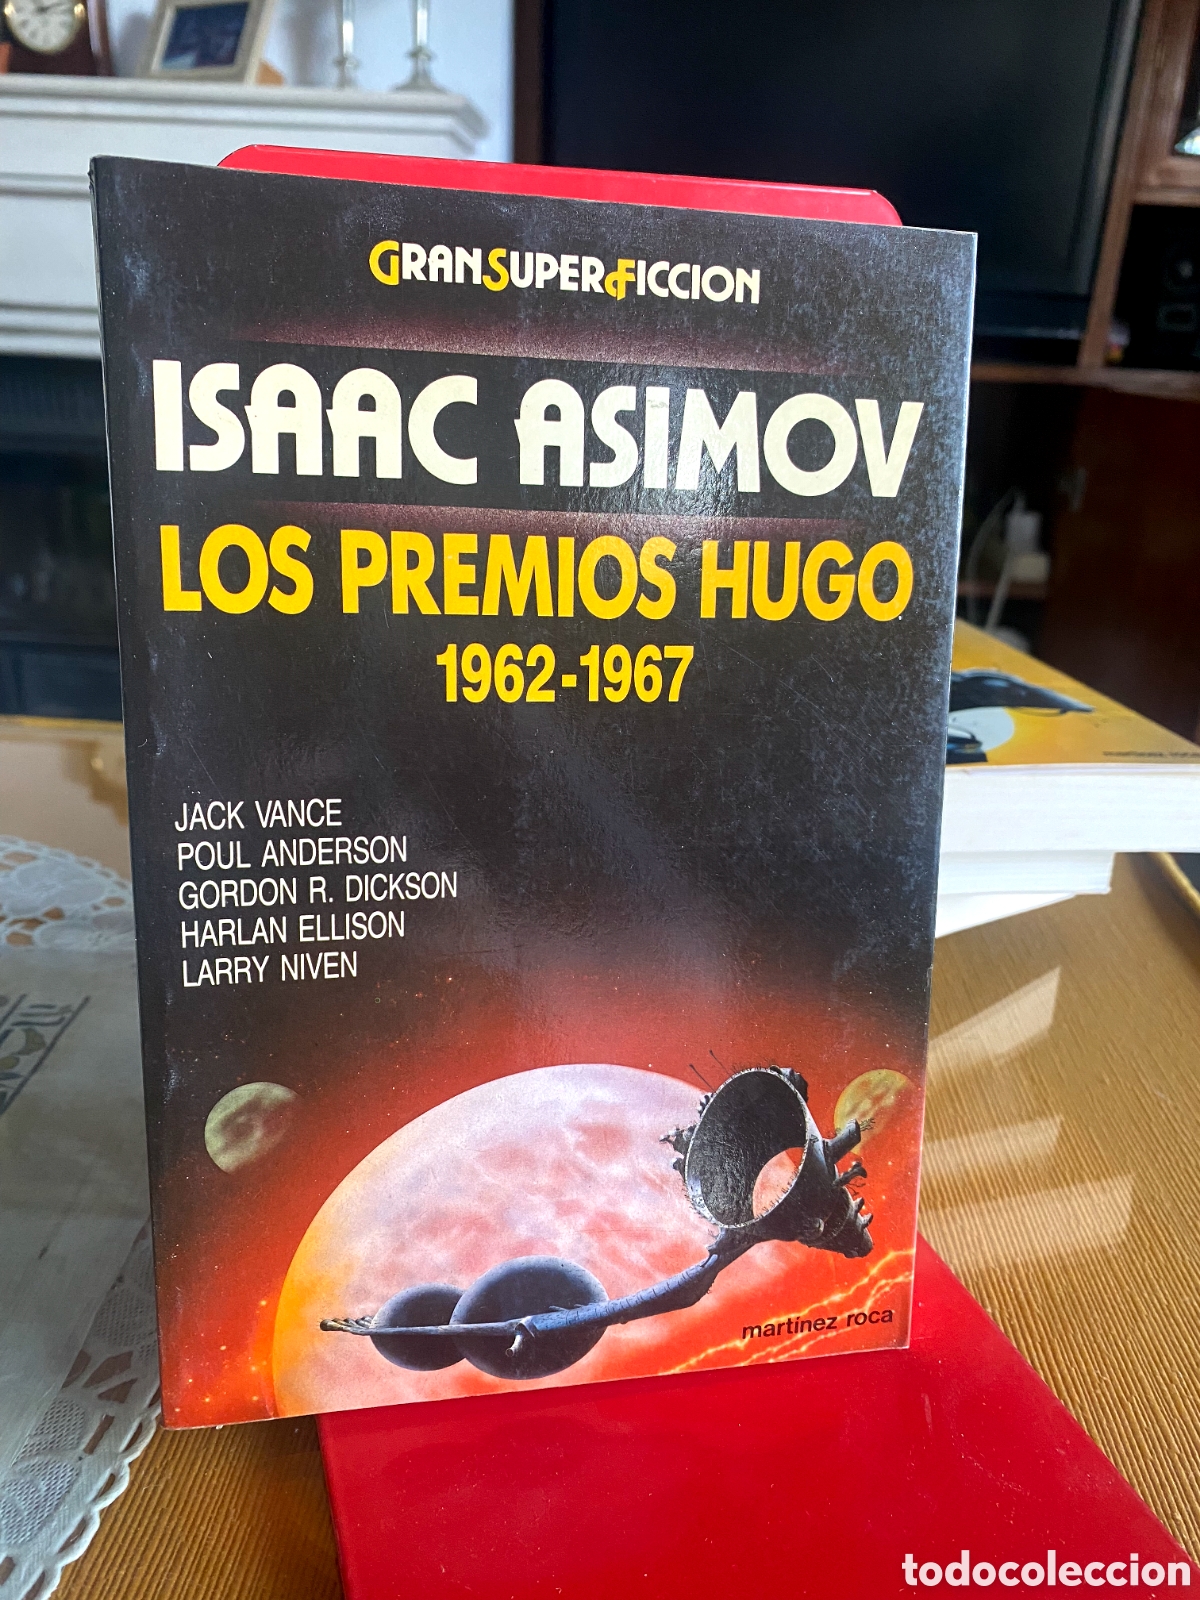 GRANSUPERFICCION
ISAAC ASIMOV
LOS PREMIOS HUGO
1962-1967
JACK VANCE
POUL ANDERSON
GORDON R. DICKSON
HARLAN ELLISON
LARRY NIVEN
martínez roca
todocoleccion